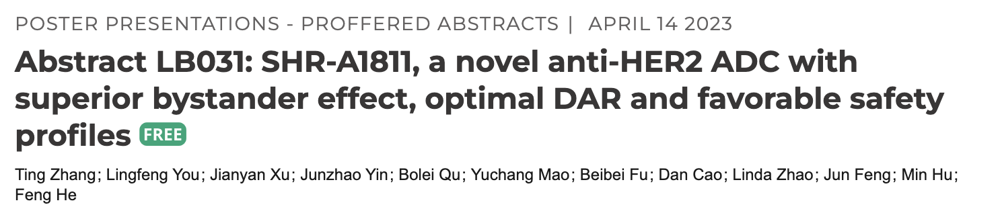 POSTER PRESENTATIONS - PROFFERED ABSTRACTS | APRIL 14 2023
Abstract LB031: SHR-A1811, a novel anti-HER2 ADC with
superior bystander effect, optimal DAR and favorable safety
profiles FREE
Ting Zhang; Lingfeng You; Jianyan Xu; Junzhao Yin; Bolei Qu; Yuchang Mao; Beibei Fu; Dan Cao; Linda Zhao; Jun Feng; Min Hu;
Feng He